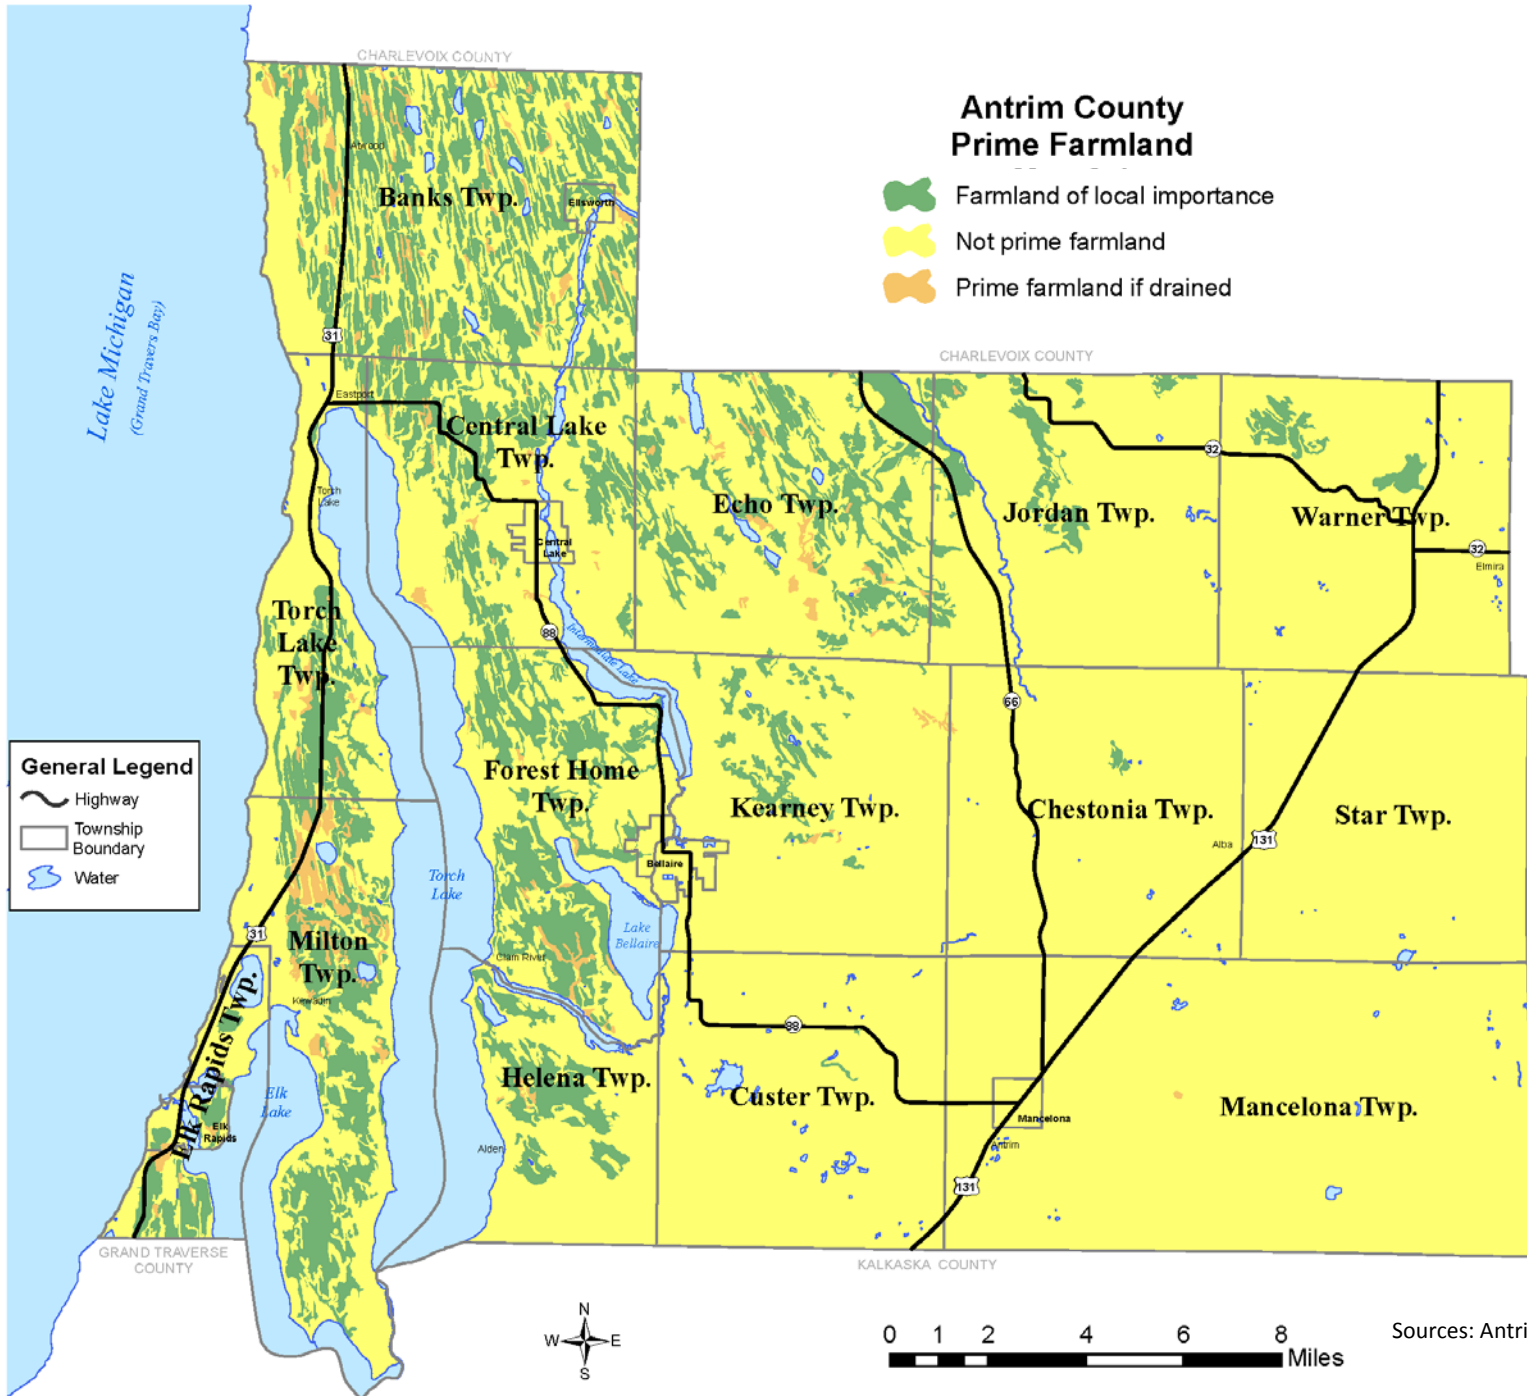 CHARLEVOIX COUNTY
Antrim County
Prime Farmland
Farmland of local importance
Not prime farmland
Prime farmland if drained
Atwood
Banks Twp.
Ellsworth
Lake Michigan
(Grand Travers Bay)
31
CHARLEVOIX COUNTY
Eastport
Central Lake
Twp.
32
Torch
Lake
Echo Twp.
Jordan Twp.
Warner Twp.
Central
Lake
32
Elmira
Torch
Lake
Twp.
88
Intermediate Lake
66
General Legend
Highway
Township
Boundary
Water
Forest Home
Twp.
Kearney Twp.
Chestonia Twp.
Star Twp.
Alba
131
Bellaire
Torch
Lake
31
Milton
Twp.
Lake
Bellaire
Clam River
Kewadin
Elk Rapids Twp.
88
Helena Twp.
Custer Twp.
Mancelona Twp.
Elk
Lake
Elk
Rapids
Mancelona
Antrim
Alden
131
GRAND TRAVERSE
COUNTY
KALKASKA COUNTY
N
W E
S
0 1 2 4 6 8
Miles
Sources: Antri